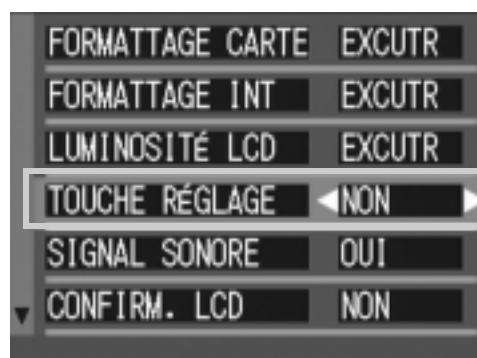 FORMATTAGE CARTE EXCUTR
FORMATTAGE INT EXCUTR
LUMINOSITÉ LCD EXCUTR
TOUCHE RÉGLAGE NON
SIGNAL SONORE OUI
CONFIRM. LCD NON